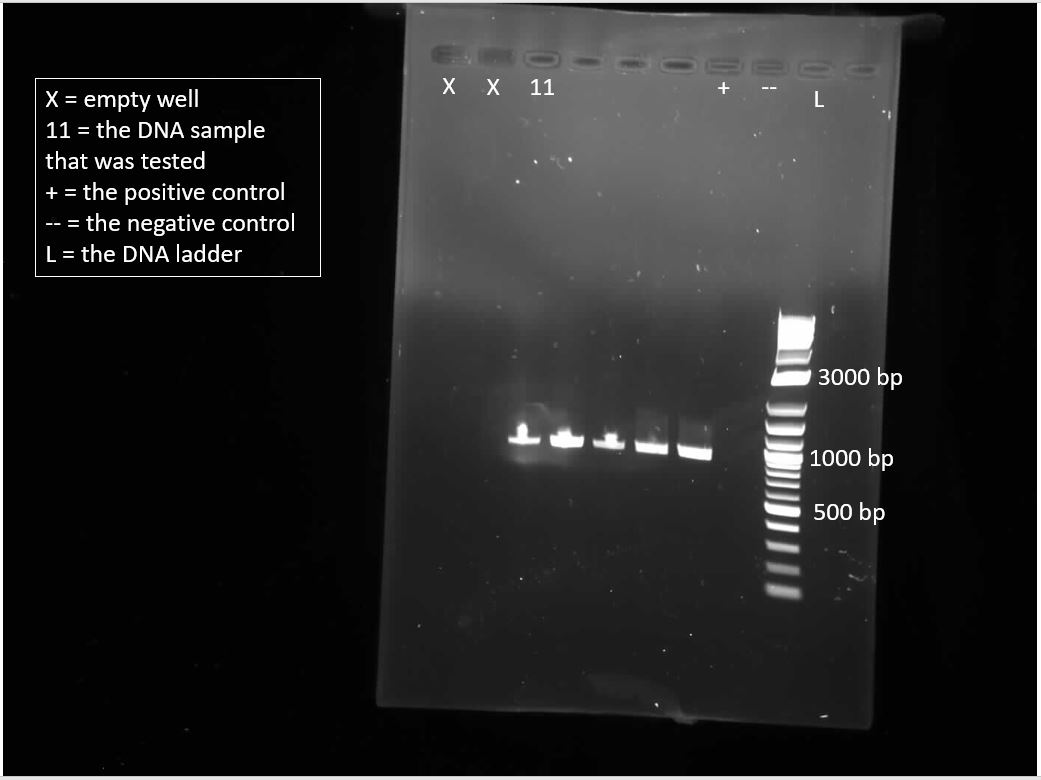 X = empty well
11 = the DNA sample
that was tested
+ = the positive control
-- = the negative control
L = the DNA ladder
X X 11 + -- L
3000 bp
1000 bp
500 bp